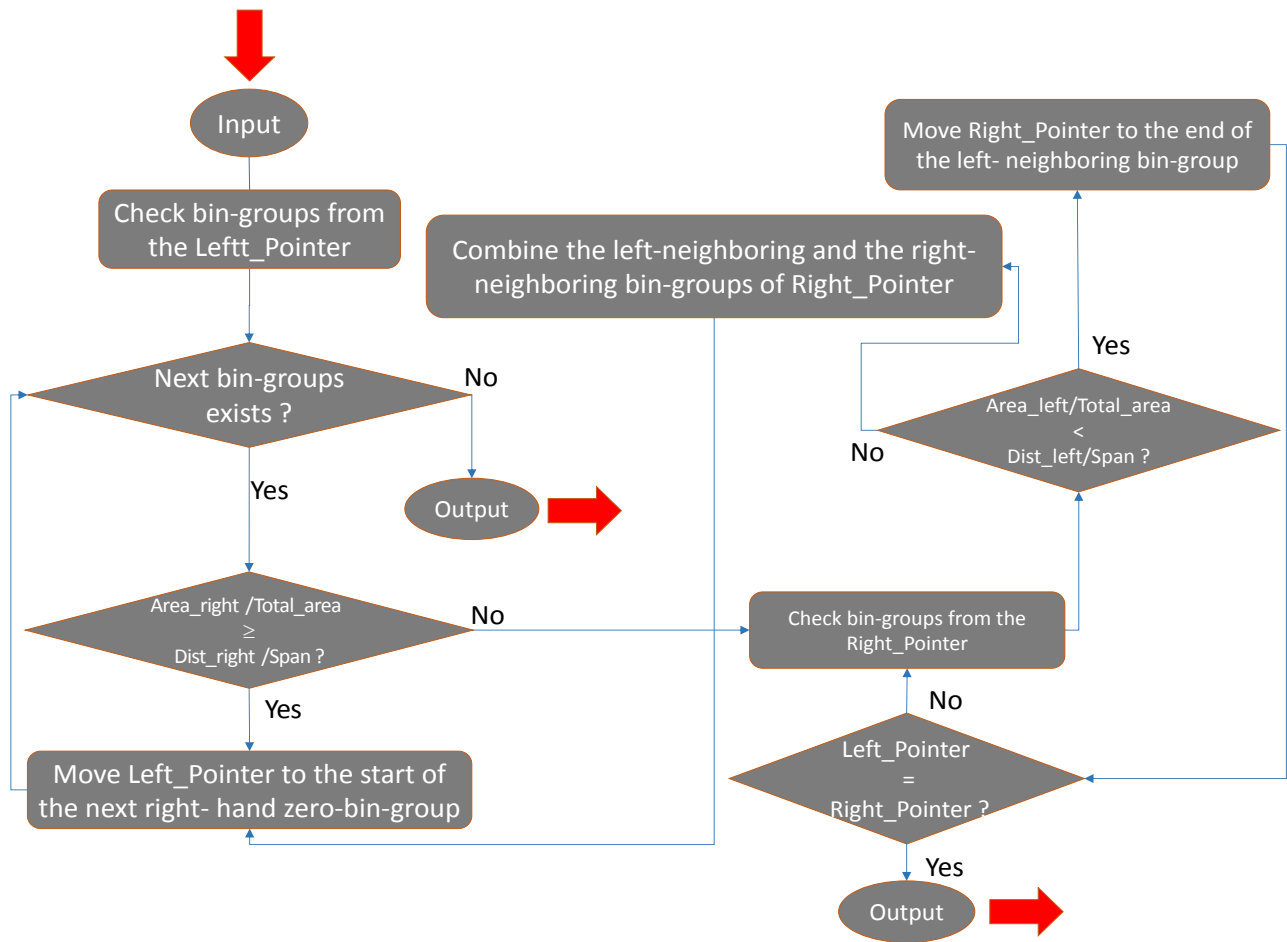 Input
Check bin-groups from
the Leftt_Pointer
Next bin-groups
exists ?
No
Output
Yes
Area_right /Total_area
≥
Dist_right /Span ?
No
Yes
Move Left_Pointer to the start of
the next right- hand zero-bin-group
Combine the left-neighboring and the right-
neighboring bin-groups of Right_Pointer
Move Right_Pointer to the end of
the left- neighboring bin-group
Yes
Area_left/Total_area
<
Dist_left/Span ?
No
Check bin-groups from the
Right_Pointer
No
Left_Pointer
=
Right_Pointer ?
Yes
Output